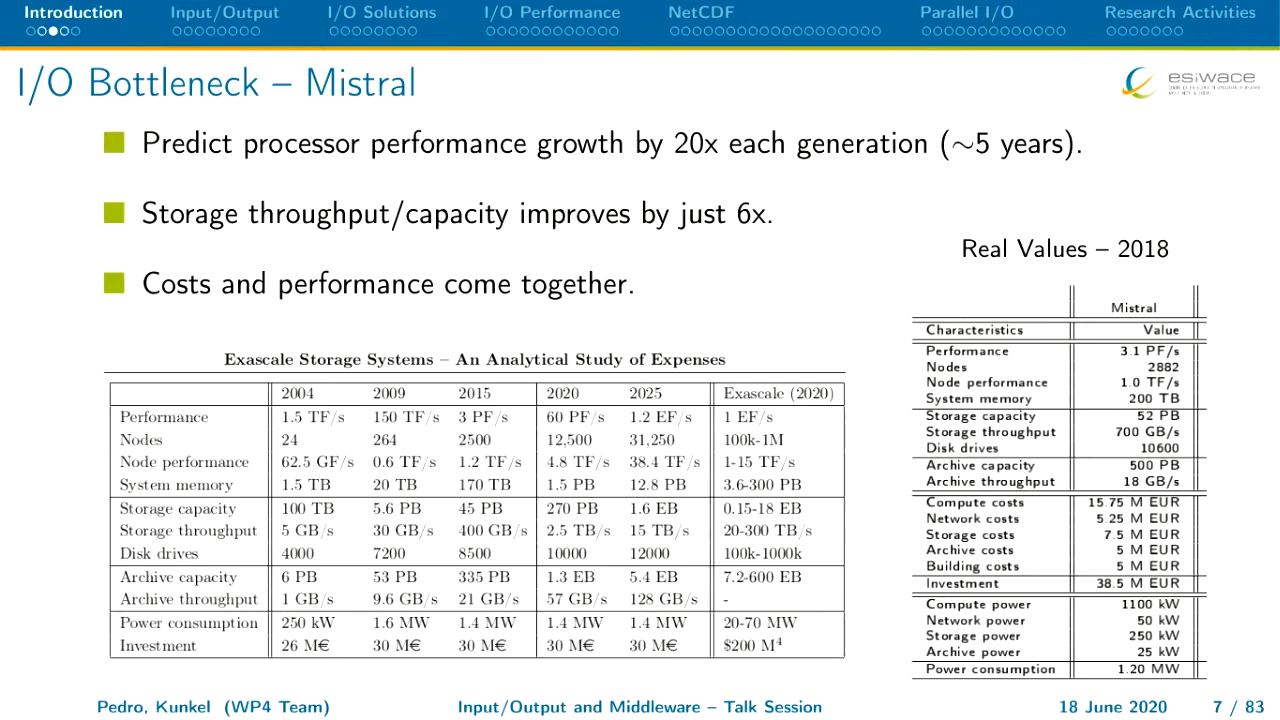 Introduction Input/Output I/O Solutions I/O Performance NetCDF Parallel I/O Research Activities
I/O Bottleneck – Mistral
esiwace
Predict processor performance growth by 20x each generation (∼5 years).
Storage throughput/capacity improves by just 6x.
Costs and performance come together.
Exascale Storage Systems – An Analytical Study of Expenses
2004 2009 2015 2020 2025 Exascale (2020)
Performance 1.5 TF/s 150 TF/s 3 PF/s 60 PF/s 1.2 EF/s 1 EF/s
Nodes 24 264 2500 12,500 31,250 100k-1M
Node performance 62.5 GF/s 0.6 TF/s 1.2 TF/s 4.8 TF/s 38.4 TF/s 1-15 TF/s
System memory 1.5 TB 20 TB 170 TB 1.5 PB 12.8 PB 3.6-300 PB
Storage capacity 100 TB 5.6 PB 45 PB 270 PB 1.6 EB 0.15-18 EB
Storage throughput 5 GB/s 30 GB/s 400 GB/s 2.5 TB/s 15 TB/s 20-300 TB/s
Disk drives 4000 7200 8500 10000 12000 100k-1000k
Archive capacity 6 PB 53 PB 335 PB 1.3 EB 5.4 EB 7.2-600 EB
Archive throughput 1 GB/s 9.6 GB/s 21 GB/s 57 GB/s 128 GB/s -
Power consumption 250 kW 1.6 MW 1.4 MW 1.4 MW 1.4 MW 20-70 MW
Investment 26 M€ 30 M€ 30 M€ 30 M€ 30 M€ $200 M⁴
Real Values – 2018
Mistral
Characteristics Value
Performance 3.1 PF/s
Nodes 2882
Node performance 1.0 TF/s
System memory 200 TB
Storage capacity 52 PB
Storage throughput 700 GB/s
Disk drives 10600
Archive capacity 500 PB
Archive throughput 18 GB/s
Compute costs 15.75 M EUR
Network costs 5.25 M EUR
Storage costs 7.5 M EUR
Archive costs 5 M EUR
Building costs 5 M EUR
Investment 38.5 M EUR
Compute power 1100 kW
Network power 50 kW
Storage power 250 kW
Archive power 25 kW
Power consumption 1.20 MW
Pedro, Kunkel (WP4 Team) Input/Output and Middleware – Talk Session 18 June 2020 7 / 83